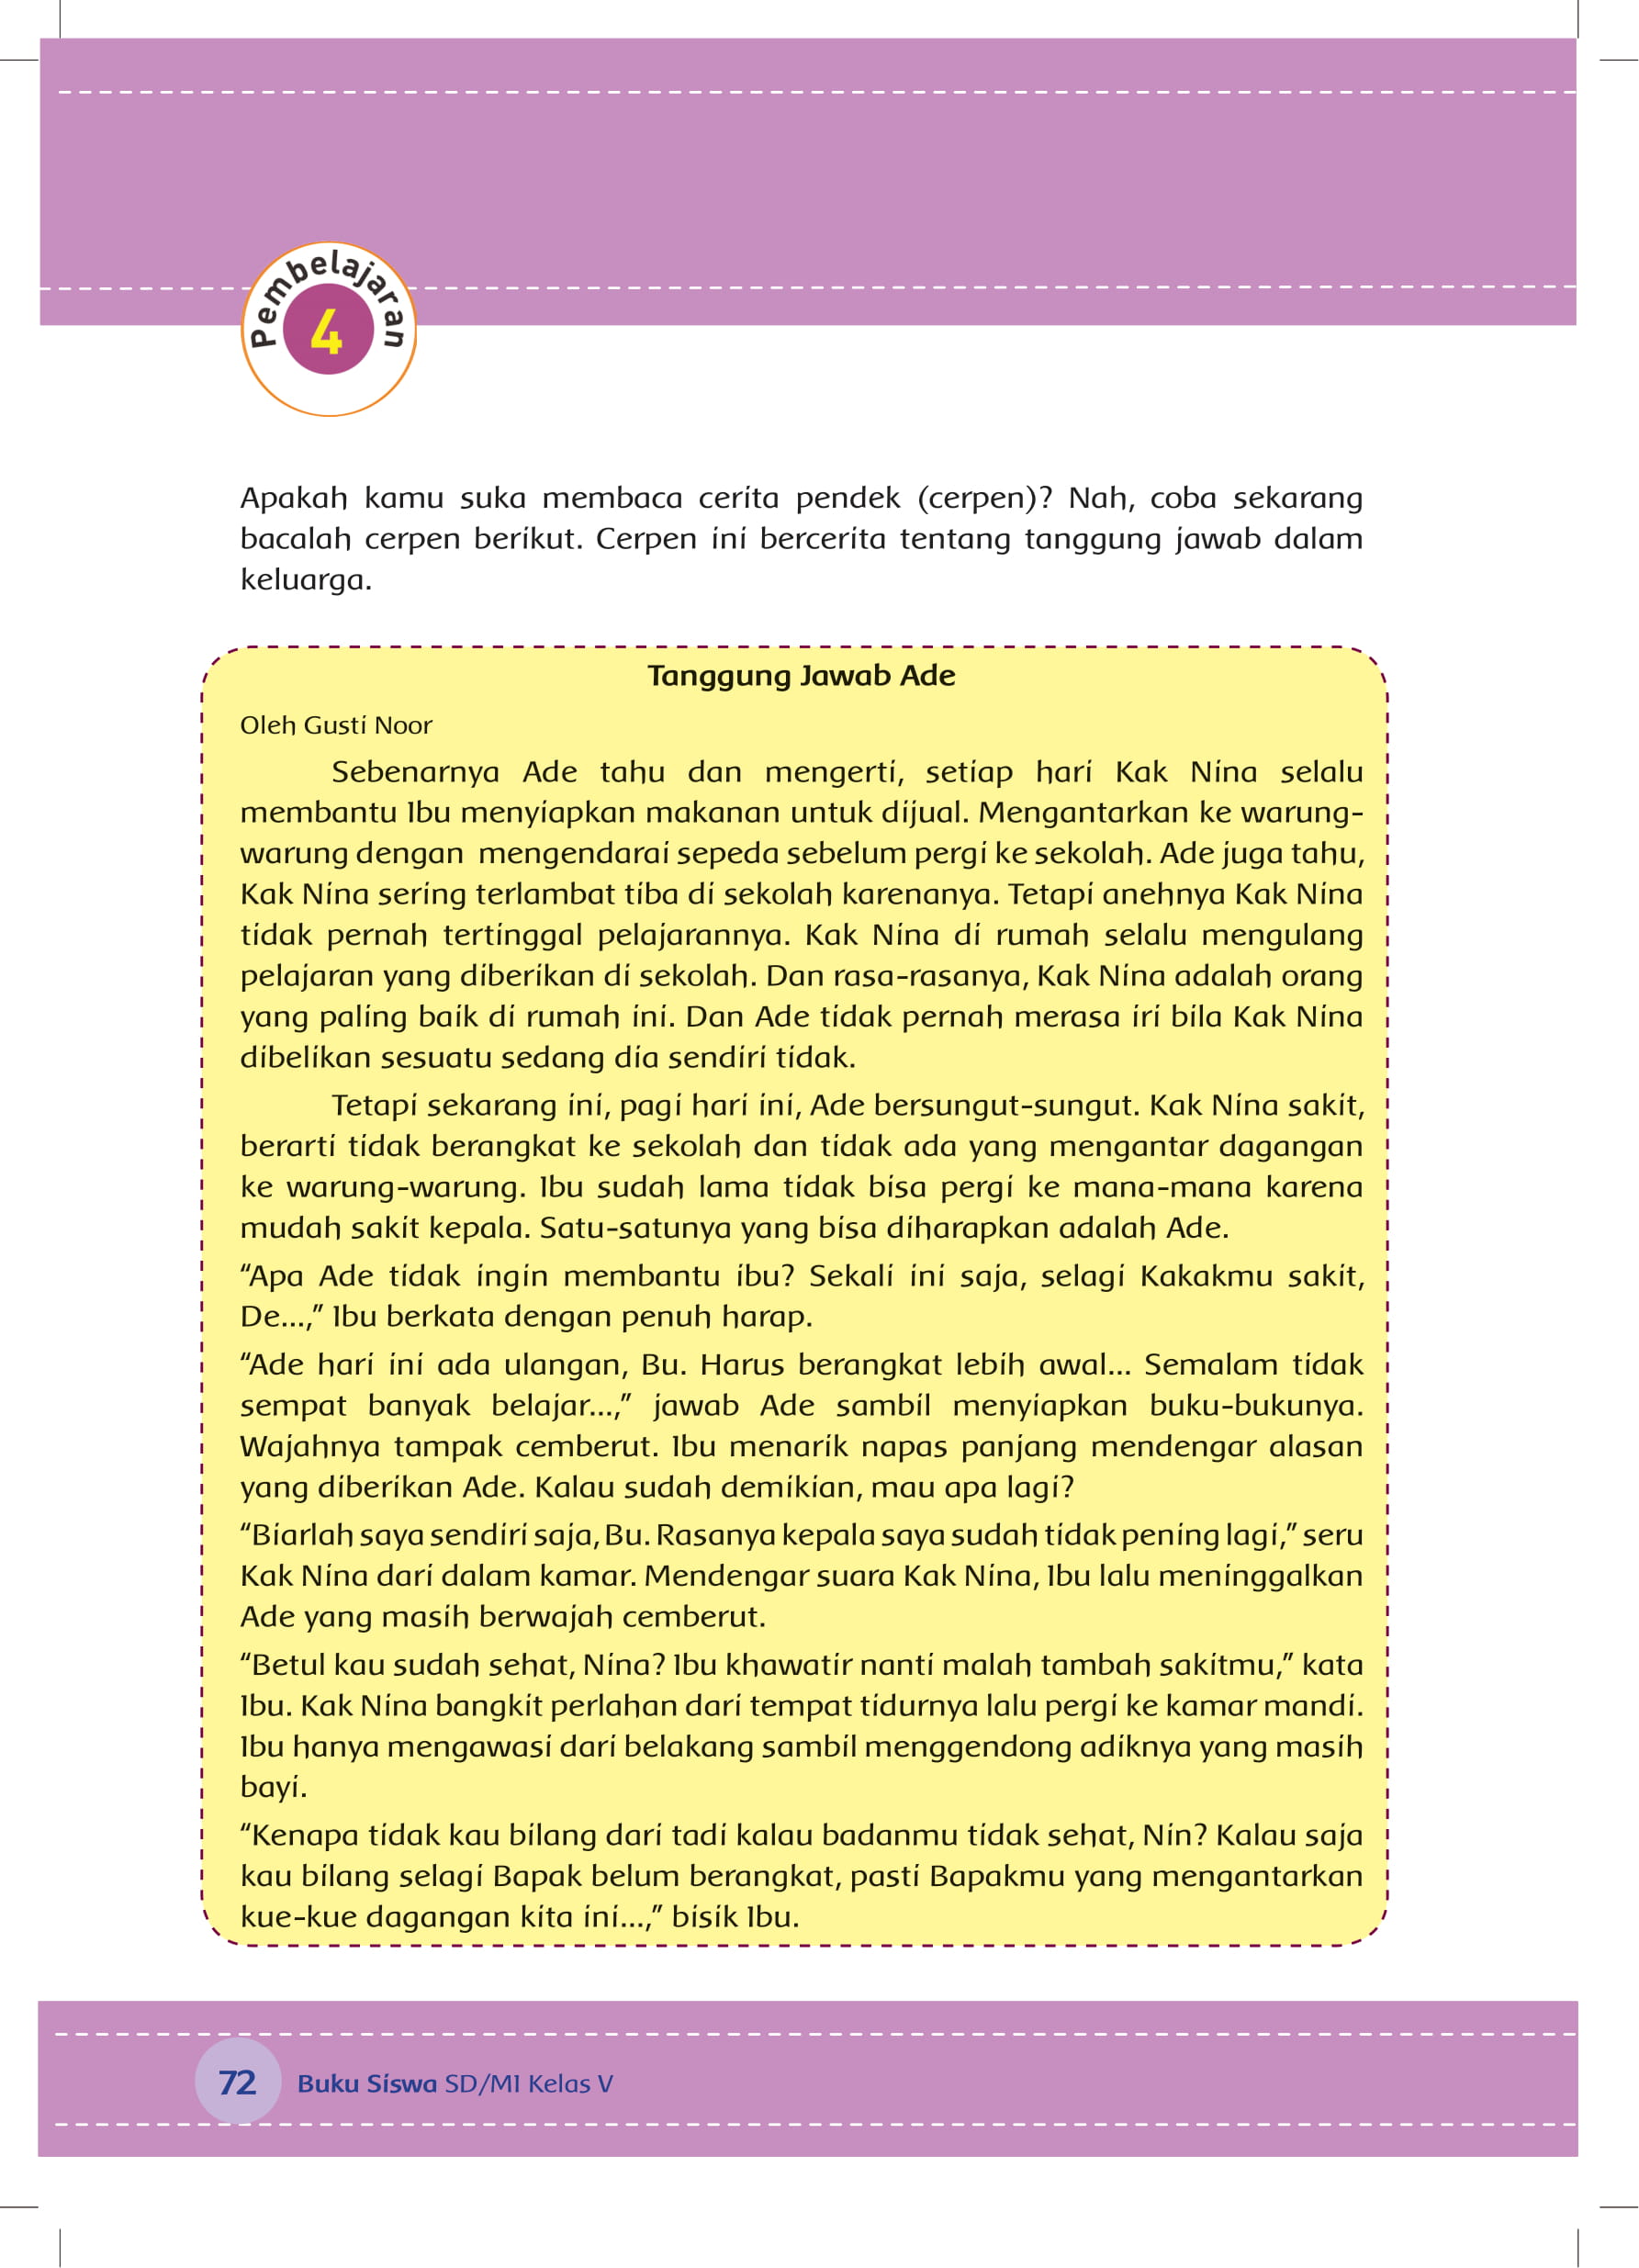 Pembelajaran
4
Apakah kamu suka membaca cerita pendek (cerpen)? Nah, coba sekarang
bacalah cerpen berikut. Cerpen ini bercerita tentang tanggung jawab dalam
keluarga.
Tanggung Jawab Ade
Oleh Gusti Noor
Sebenarnya Ade tahu dan mengerti, setiap hari Kak Nina selalu
membantu Ibu menyiapkan makanan untuk dijual. Mengantarkan ke warung-
warung dengan mengendarai sepeda sebelum pergi ke sekolah. Ade juga tahu,
Kak Nina sering terlambat tiba di sekolah karenanya. Tetapi anehnya Kak Nina
tidak pernah tertinggal pelajarannya. Kak Nina di rumah selalu mengulang
pelajaran yang diberikan di sekolah. Dan rasa-rasanya, Kak Nina adalah orang
yang paling baik di rumah ini. Dan Ade tidak pernah merasa iri bila Kak Nina
dibelikan sesuatu sedang dia sendiri tidak.
Tetapi sekarang ini, pagi hari ini, Ade bersungut-sungut. Kak Nina sakit,
berarti tidak berangkat ke sekolah dan tidak ada yang mengantar dagangan
ke warung-warung. Ibu sudah lama tidak bisa pergi ke mana-mana karena
mudah sakit kepala. Satu-satunya yang bisa diharapkan adalah Ade.
“Apa Ade tidak ingin membantu ibu? Sekali ini saja, selagi Kakakmu sakit,
De...,” Ibu berkata dengan penuh harap.
“Ade hari ini ada ulangan, Bu. Harus berangkat lebih awal... Semalam tidak
sempat banyak belajar...,” jawab Ade sambil menyiapkan buku-bukunya.
Wajahnya tampak cemberut. Ibu menarik napas panjang mendengar alasan
yang diberikan Ade. Kalau sudah demikian, mau apa lagi?
“Biarlah saya sendiri saja, Bu. Rasanya kepala saya sudah tidak pening lagi,” seru
Kak Nina dari dalam kamar. Mendengar suara Kak Nina, Ibu lalu meninggalkan
Ade yang masih berwajah cemberut.
“Betul kau sudah sehat, Nina? Ibu khawatir nanti malah tambah sakitmu,” kata
Ibu. Kak Nina bangkit perlahan dari tempat tidurnya lalu pergi ke kamar mandi.
Ibu hanya mengawasi dari belakang sambil menggendong adiknya yang masih
bayi.
“Kenapa tidak kau bilang dari tadi kalau badanmu tidak sehat, Nin? Kalau saja
kau bilang selagi Bapak belum berangkat, pasti Bapakmu yang mengantarkan
kue-kue dagangan kita ini...,” bisik Ibu.
72 Buku Siswa SD/MI Kelas V